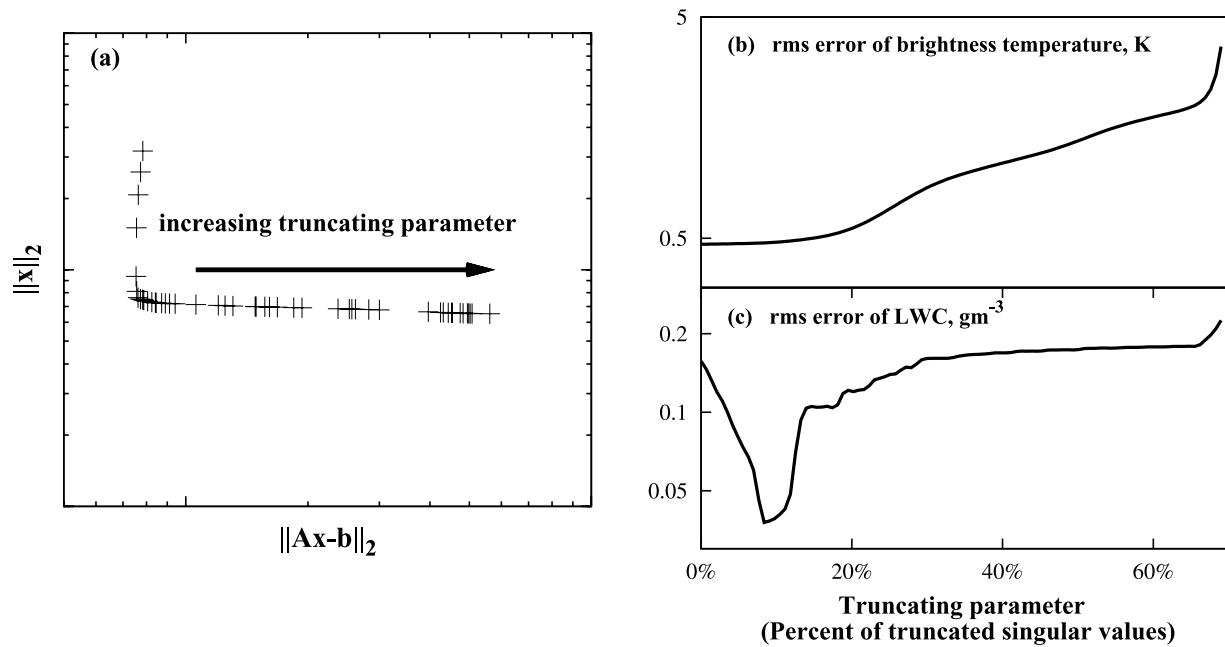 (a)
increasing truncating parameter
||x||₂
||Ax-b||₂
(b) rms error of brightness temperature, K
5
0.5
(c) rms error of LWC, gm⁻³
0.2
0.1
0.05
0% 20% 40% 60%
Truncating parameter
(Percent of truncated singular values)